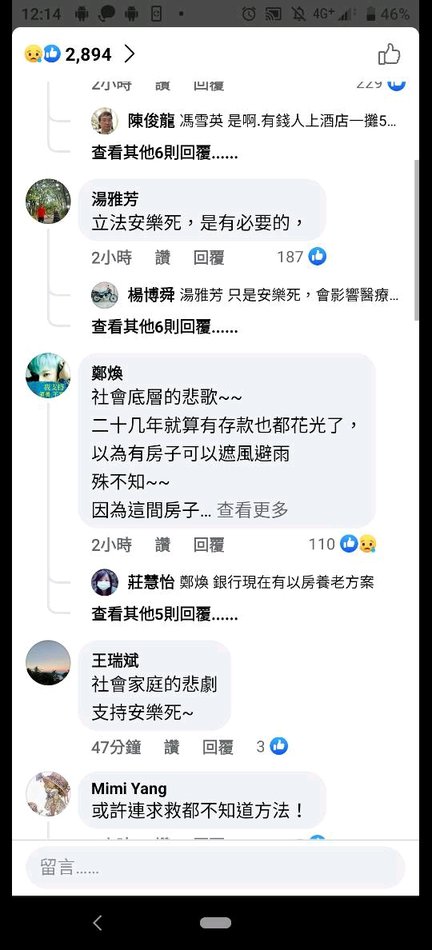 12:14
4G+
46%
2,894
2小時 讚 回覆 229
陳俊龍 馮雪英 是啊.有錢人上酒店一攤5...
查看其他6則回覆......
湯雅芳
立法安樂死，是有必要的，
2小時 讚 回覆 187
楊博舜 湯雅芳 只是安樂死，會影響醫療...
查看其他6則回覆......
鄭煥
社會底層的悲歌~~
二十几年就算有存款也都花光了，
以為有房子可以遮風避雨
殊不知~~
因為這間房子... 查看更多
2小時 讚 回覆 110
莊慧怡 鄭煥 銀行現在有以房養老方案
查看其他5則回覆......
王瑞斌
社會家庭的悲劇
支持安樂死~
47分鐘 讚 回覆 3
Mimi Yang
或許連求救都不知道方法！
留言......